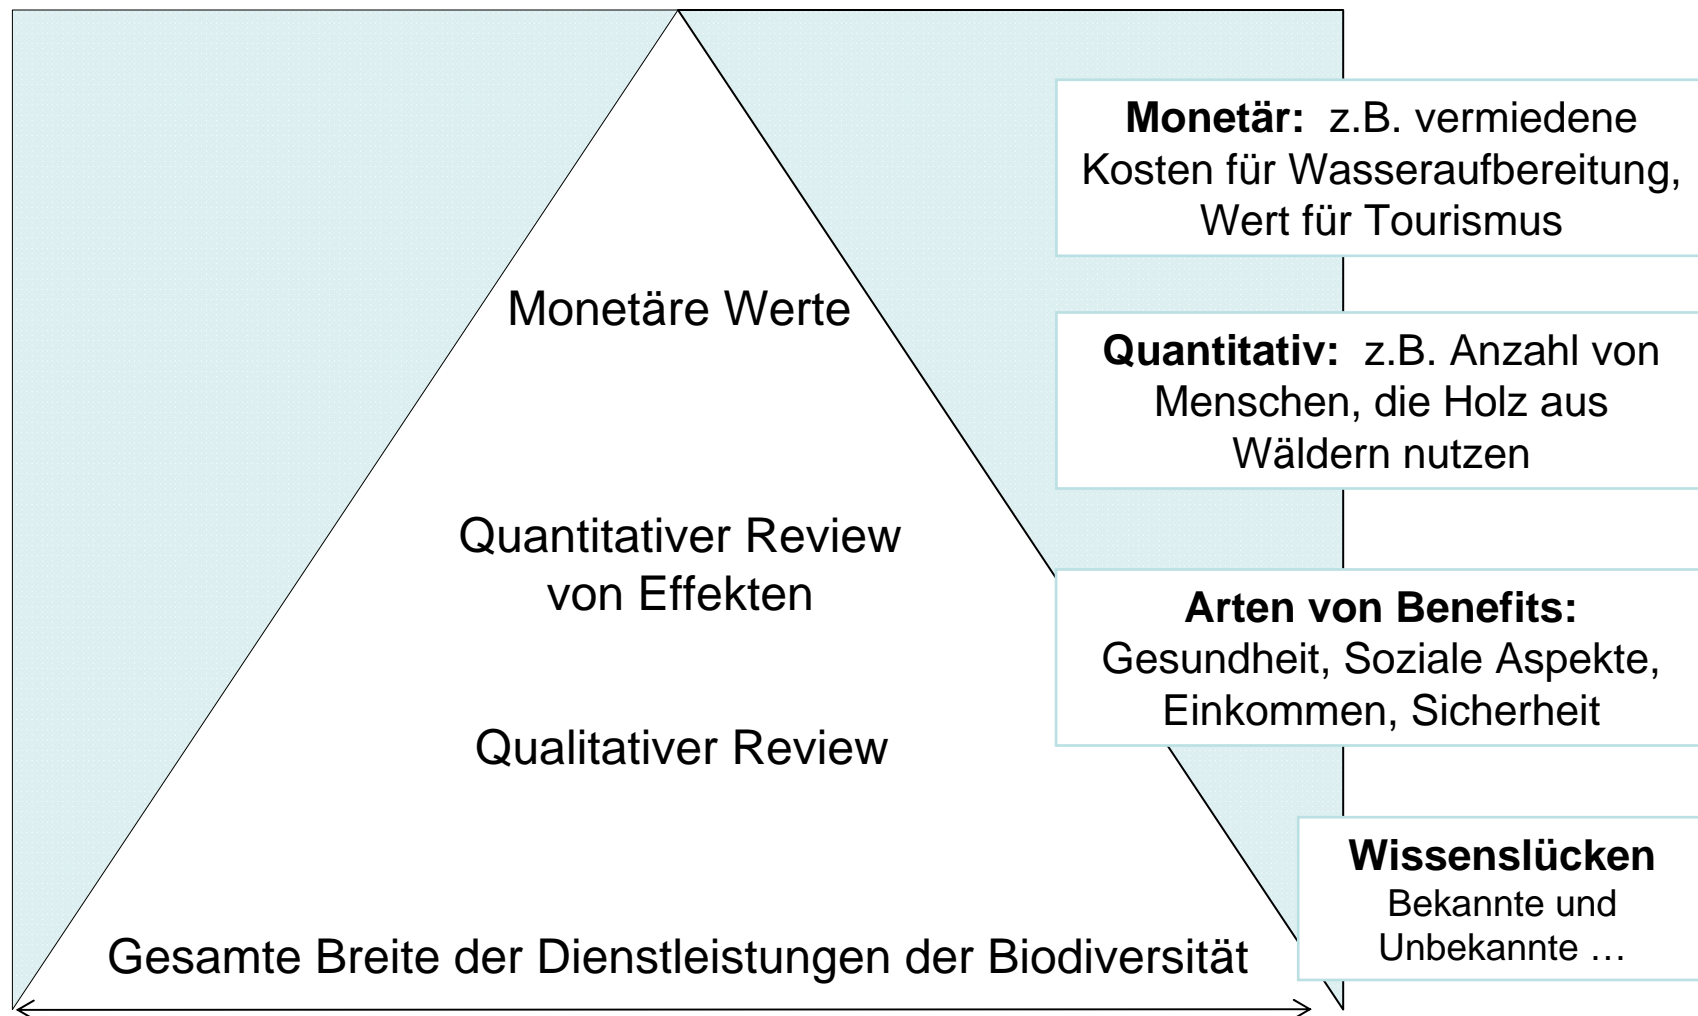 Monetär: z.B. vermiedene
Kosten für Wasseraufbereitung,
Wert für Tourismus
Monetäre Werte
Quantitativ: z.B. Anzahl von
Menschen, die Holz aus
Wäldern nutzen
Quantitativer Review
von Effekten
Arten von Benefits:
Gesundheit, Soziale Aspekte,
Einkommen, Sicherheit
Qualitativer Review
Wissenslücken
Bekannte und
Unbekannte …
Gesamte Breite der Dienstleistungen der Biodiversität